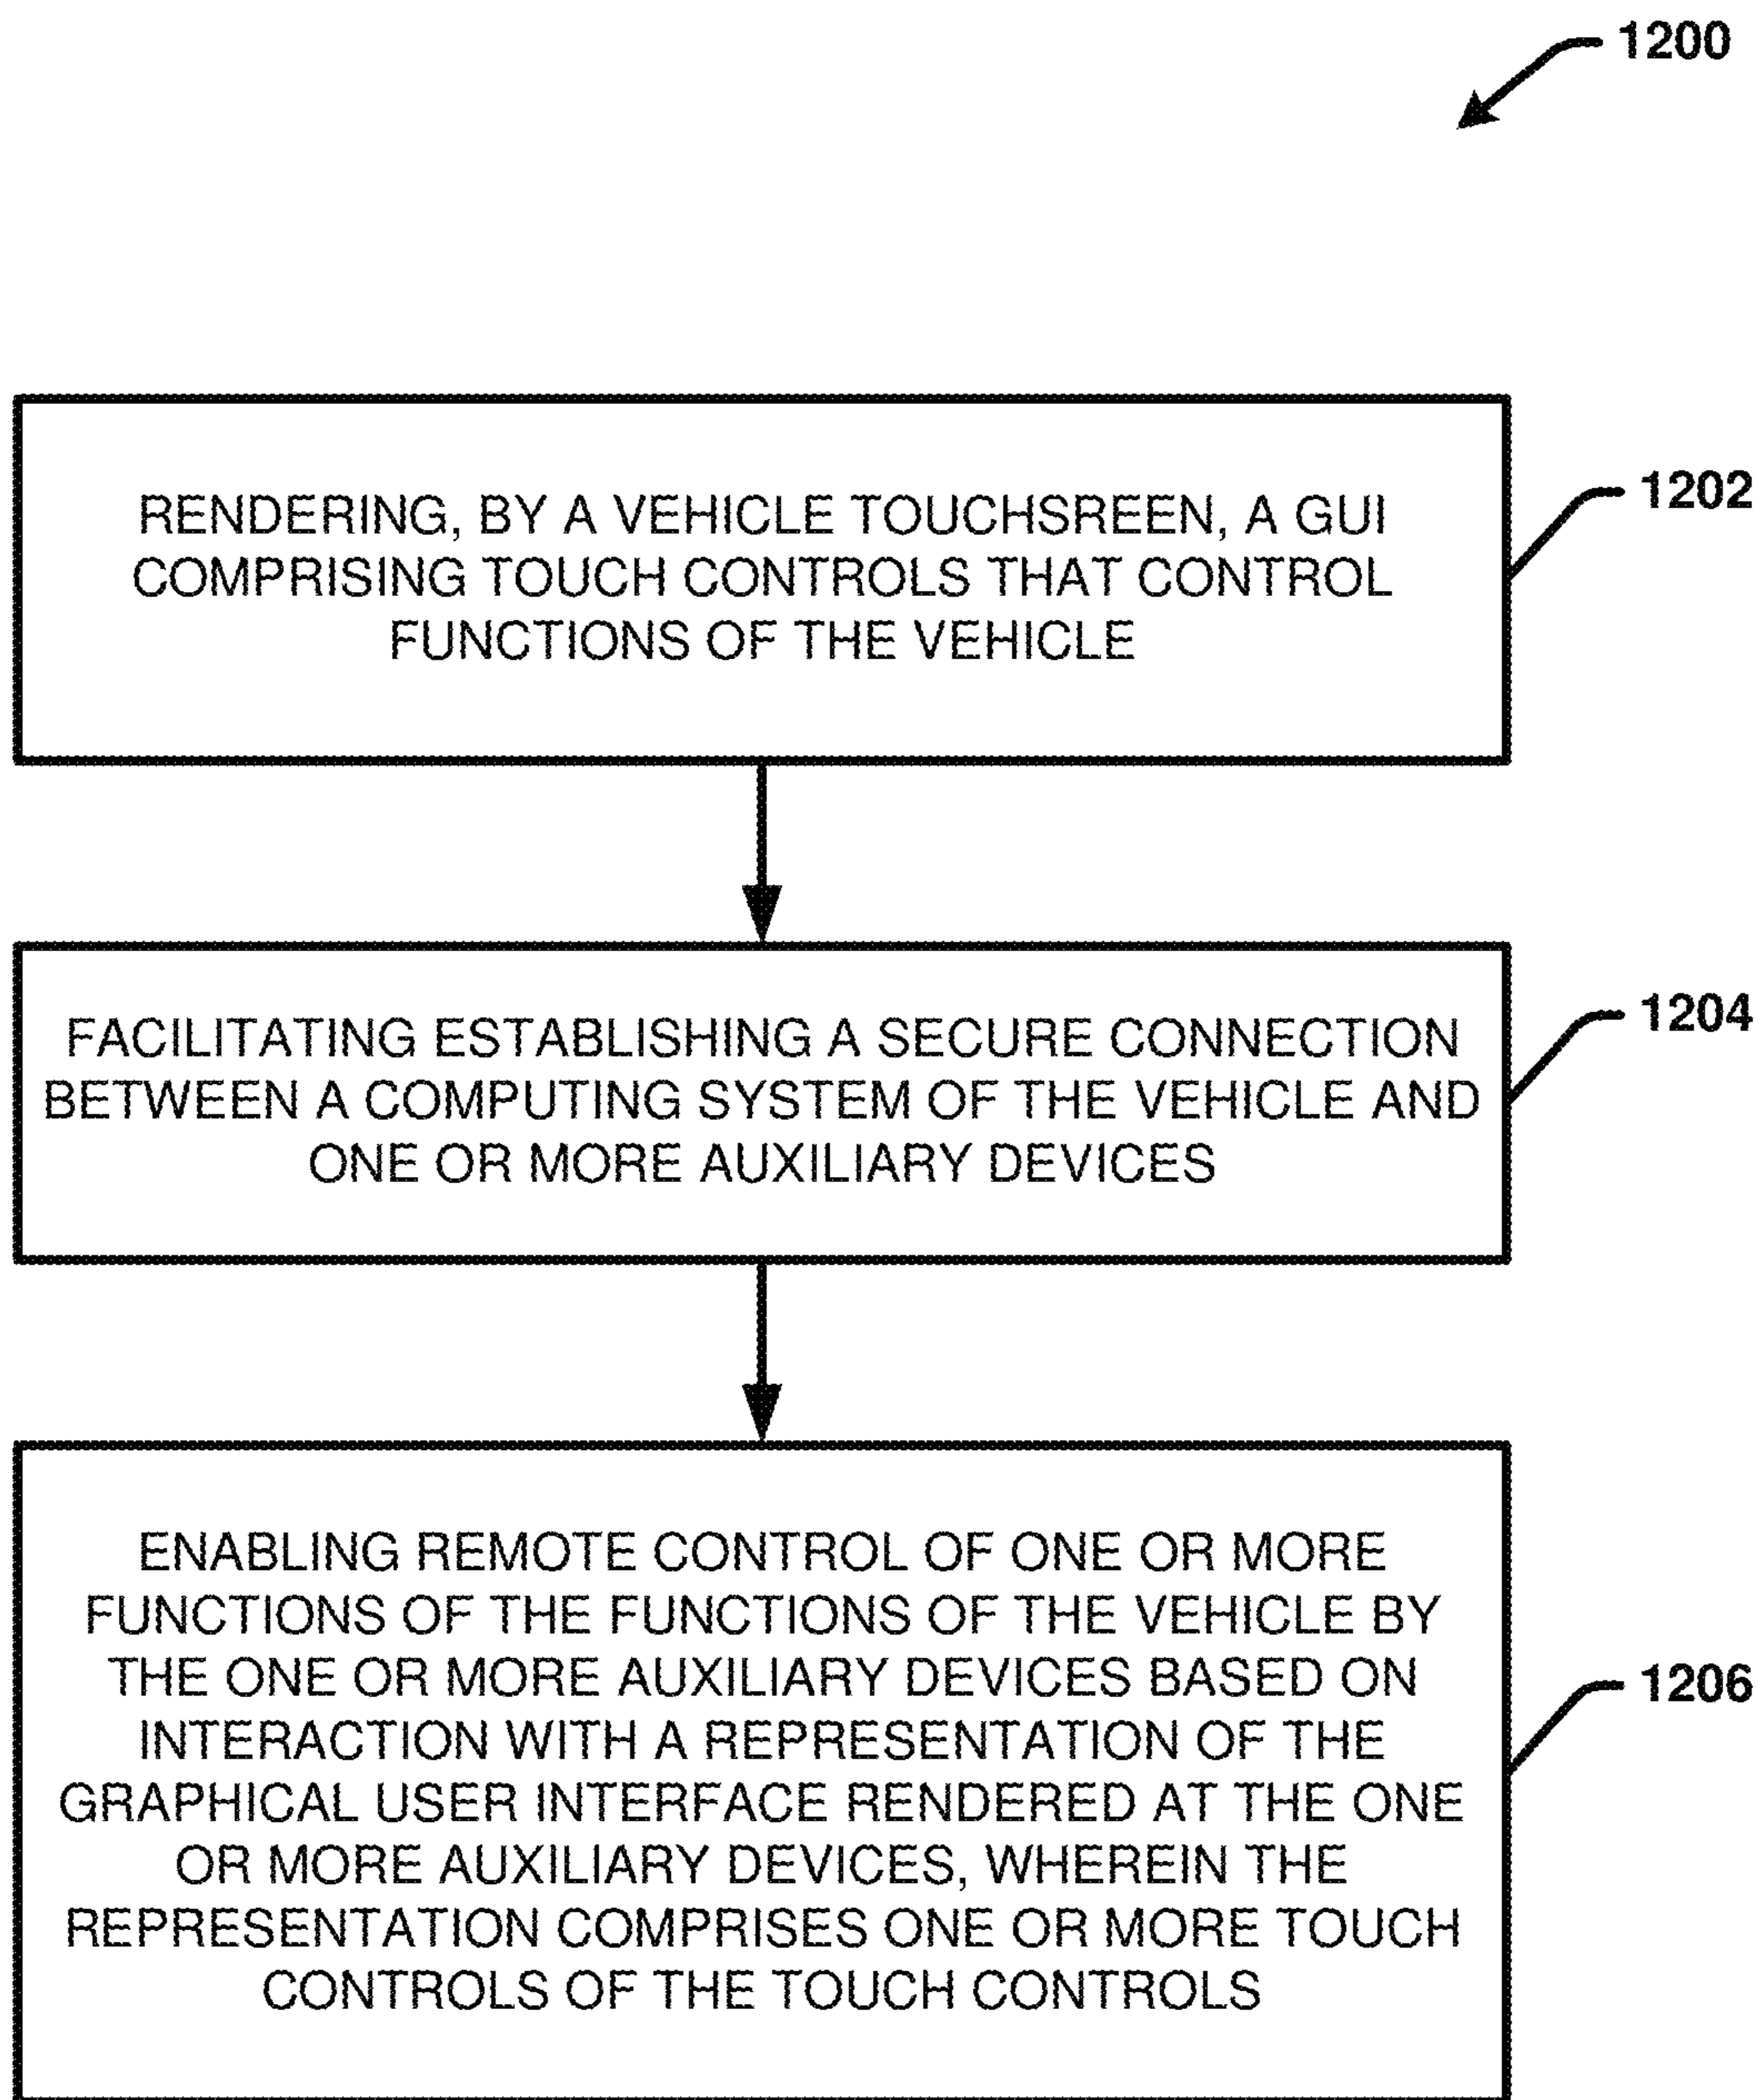 1200
RENDERING, BY A VEHICLE TOUCHSREEN, A GUI
COMPRISING TOUCH CONTROLS THAT CONTROL
FUNCTIONS OF THE VEHICLE
1202
FACILITATING ESTABLISHING A SECURE CONNECTION
BETWEEN A COMPUTING SYSTEM OF THE VEHICLE AND
ONE OR MORE AUXILIARY DEVICES
1204
ENABLING REMOTE CONTROL OF ONE OR MORE
FUNCTIONS OF THE FUNCTIONS OF THE VEHICLE BY
THE ONE OR MORE AUXILIARY DEVICES BASED ON
INTERACTION WITH A REPRESENTATION OF THE
GRAPHICAL USER INTERFACE RENDERED AT THE ONE
OR MORE AUXILIARY DEVICES, WHEREIN THE
REPRESENTATION COMPRISES ONE OR MORE TOUCH
CONTROLS OF THE TOUCH CONTROLS
1206